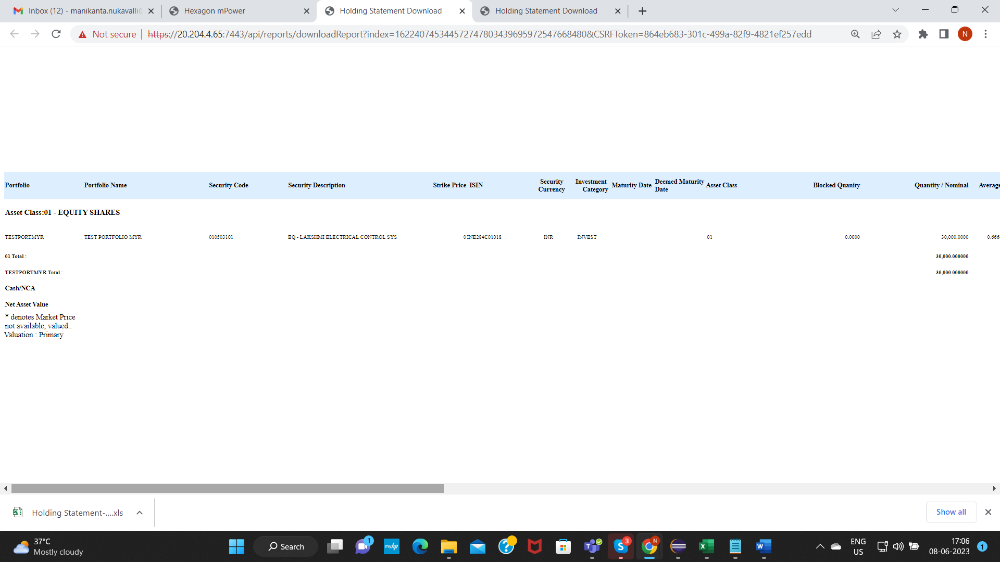 Inbox (12) - manikanta.nukavalli@
Hexagon mPower
Holding Statement Download
Holding Statement Download
Not secure https://20.204.4.65:7443/api/reports/downloadReport?index=16224074534457274780343969597254766848​0&CSRFToken=864eb683-301c-499a-82f9-4821ef257edd
N
Portfolio Portfolio Name Security Code Security Description Strike Price ISIN Security Currency Investment Category Maturity Date Deemed Maturity Date Asset Class Blocked Quanity Quantity / Nominal Average
Asset Class:01 - EQUITY SHARES
TESTPORTMYR TEST PORTFOLIO MYR 010503101 EQ - LAKSHMI ELECTRICAL CONTROL SYS 0 INE284C01018 INR INVEST 01 0.0000 30,000.0000 0.666
01 Total : 30,000.000000
TESTPORTMYR Total : 30,000.000000
Cash/NCA
Net Asset Value
* denotes Market Price
not available, valued..
Valuation : Primary
Holding Statement-....xls
Show all
37°C
Mostly cloudy
Search
1
myhp
3
N
ENG
US
17:06
08-06-2023
1